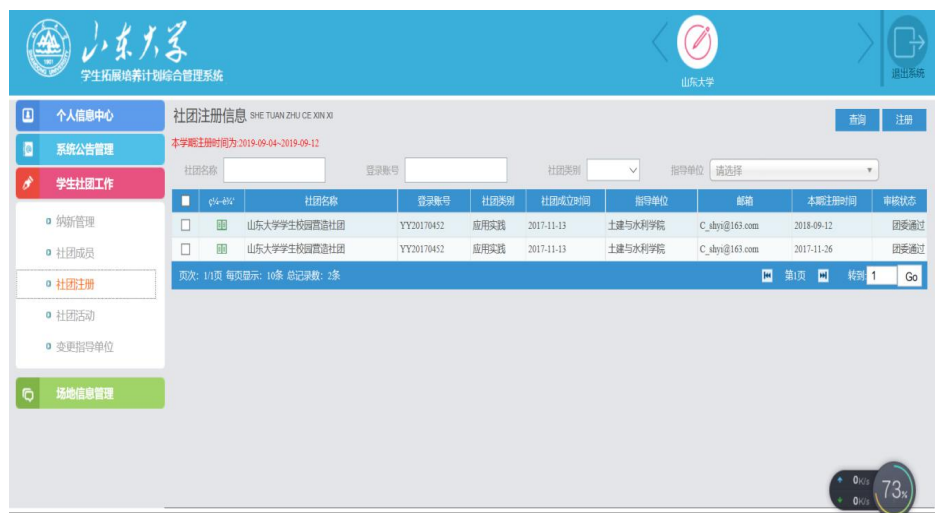 山东大学
学生拓展培养计划综合管理系统
山东大学
退出系统
个人信息中心
系统公告管理
学生社团工作
纳新管理
社团成员
社团注册
社团活动
变更指导单位
场地信息管理
社团注册信息 SHE TUAN ZHU CE XIN XI
查询 注册
本学期注册时间为:2019-09-04~2019-09-12
社团名称 登录账号 社团类别 指导单位 请选择
社团名称 登录账号 社团类别 社团成立时间 指导单位 邮箱 本期注册时间 审核状态
山东大学学生校园营造社团 YY20170452 应用实践 2017-11-13 土建与水利学院 C_shyi@163.com 2018-09-12 团委通过
山东大学学生校园营造社团 YY20170452 应用实践 2017-11-13 土建与水利学院 C_shyi@163.com 2017-11-26 团委通过
页次: 1/1页 每页显示: 10条 总记录数: 2条 第1页 转到: 1 Go
0K/s
0K/s
73%